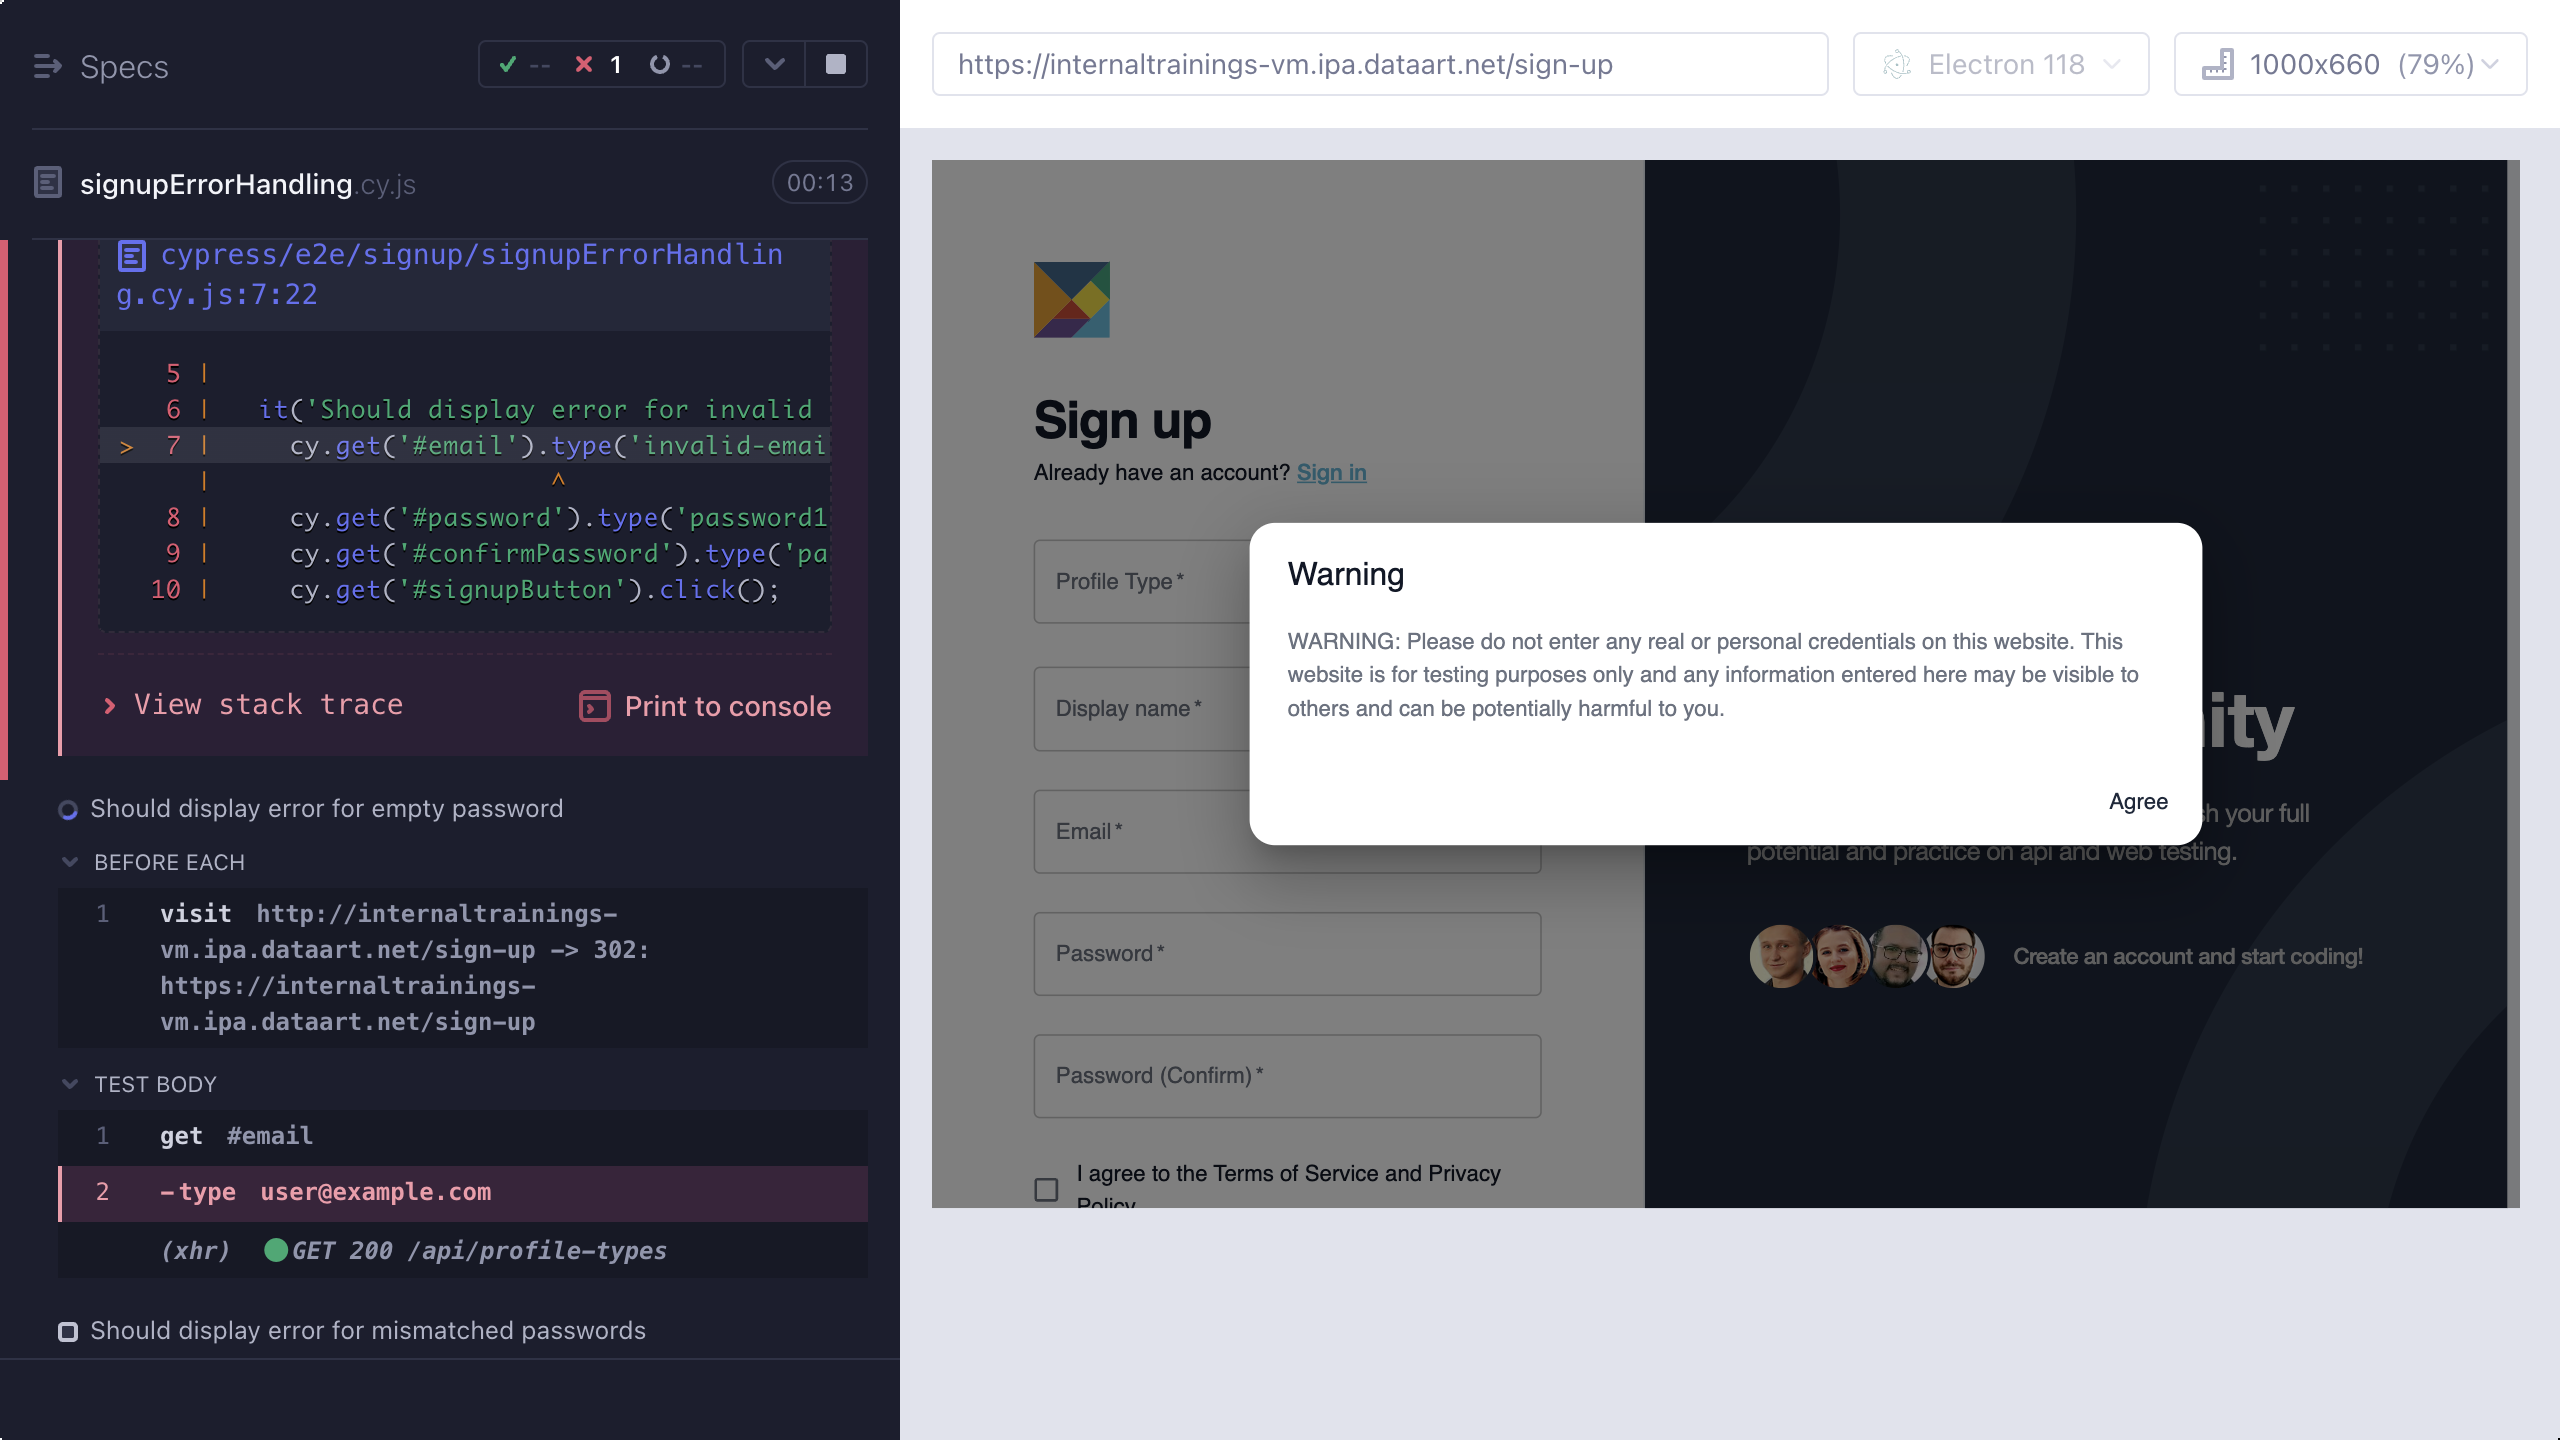 Specs
-- 1 --
signupErrorHandling.cy.js
00:13
cypress/e2e/signup/signupErrorHandlin
g.cy.js:7:22
5 |
6 | it('Should display error for invalid
> 7 | cy.get('#email').type('invalid-emai
| ^
8 | cy.get('#password').type('password1
9 | cy.get('#confirmPassword').type('pa
10 | cy.get('#signupButton').click();
View stack trace
Print to console
Should display error for empty password
BEFORE EACH
1 visit http://internaltrainings-
vm.ipa.dataart.net/sign-up -> 302:
https://internaltrainings-
vm.ipa.dataart.net/sign-up
TEST BODY
1 get #email
2 -type user@example.com
(xhr) GET 200 /api/profile-types
Should display error for mismatched passwords
https://internaltrainings-vm.ipa.dataart.net/sign-up
Electron 118
1000x660 (79%)
Sign up
Already have an account? Sign in
Profile Type*
Display name*
Email*
Password*
Password (Confirm)*
I agree to the Terms of Service and Privacy
Policy
Warning
WARNING: Please do not enter any real or personal credentials on this website. This
website is for testing purposes only and any information entered here may be visible to
others and can be potentially harmful to you.
Agree
your full
potential and practice on api and web testing.
Create an account and start coding!